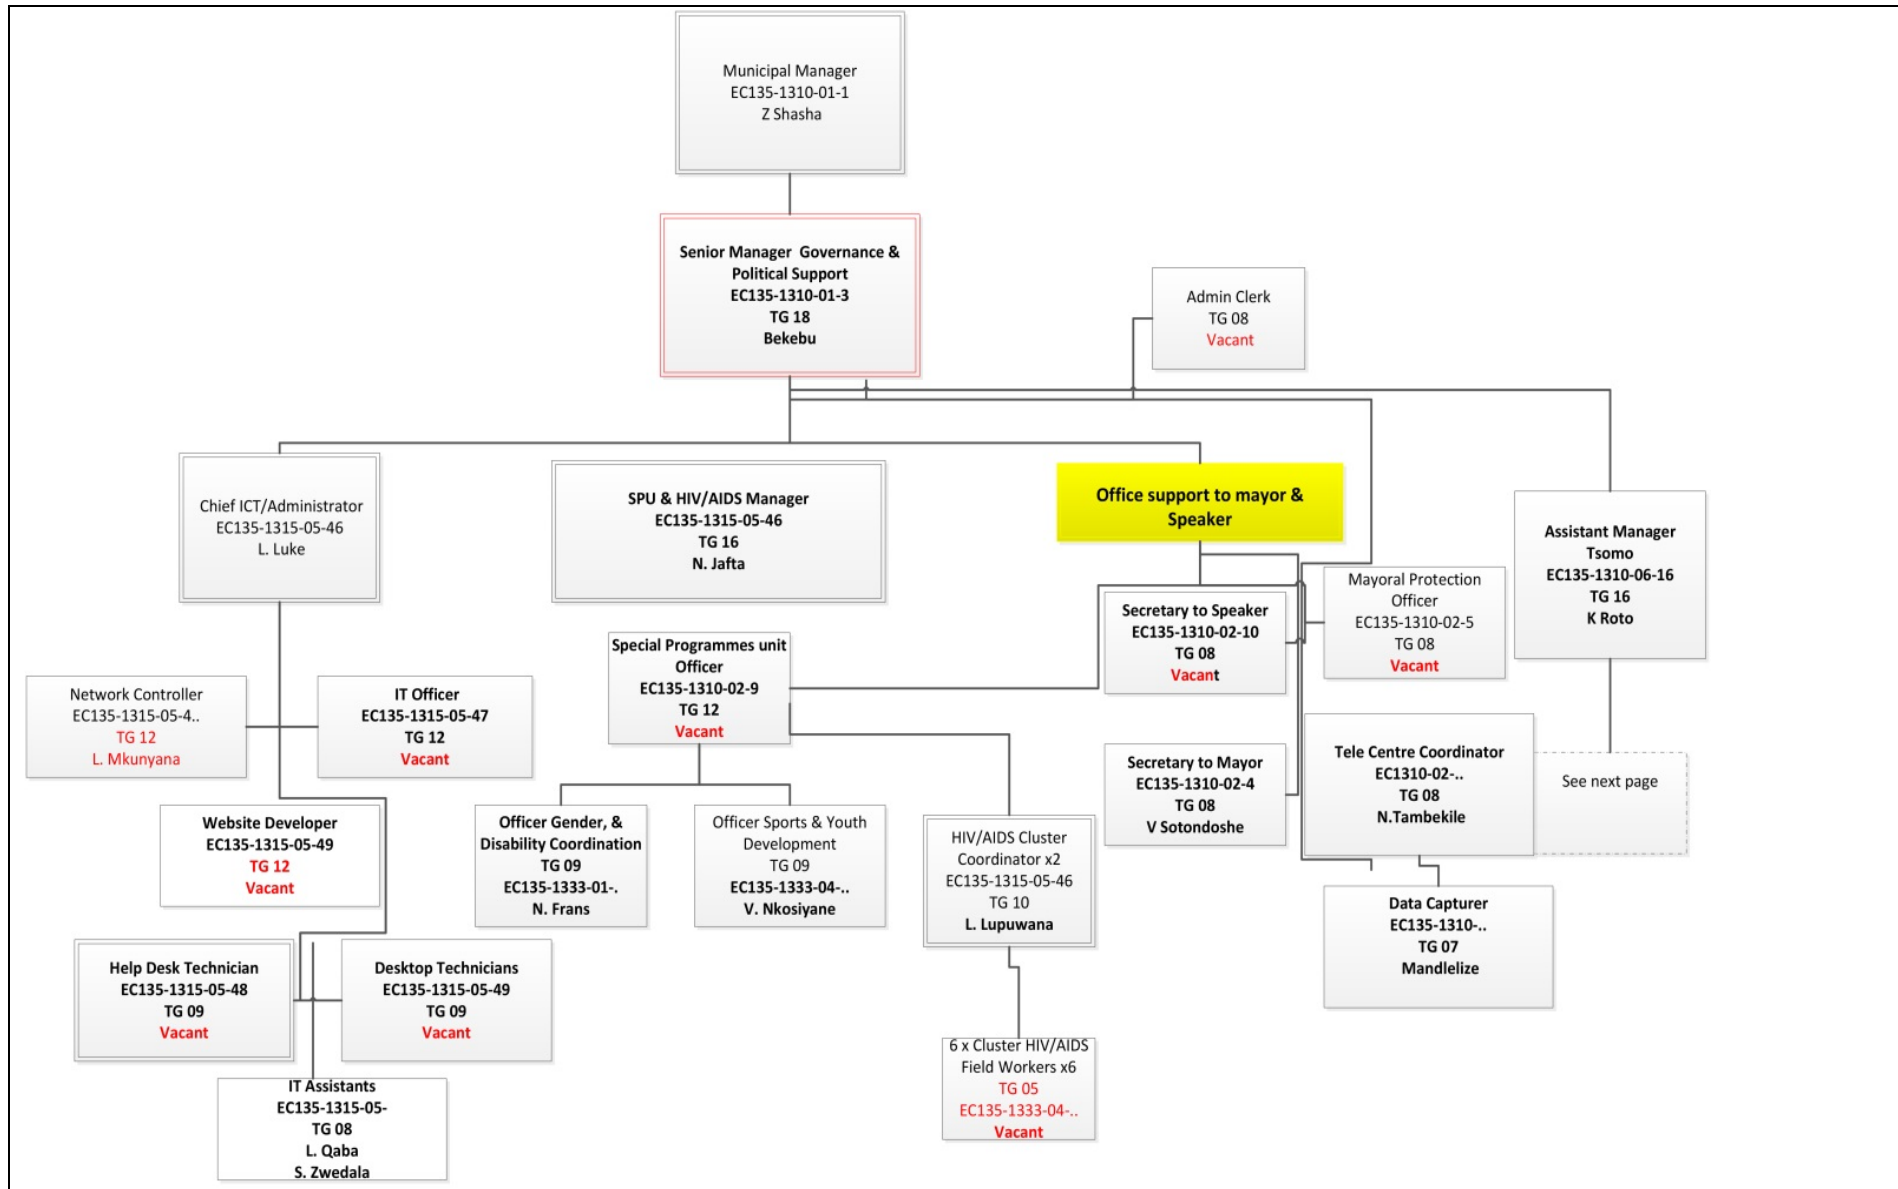 Municipal Manager
EC135-1310-01-1
Z Shasha
Senior Manager Governance &
Political Support
EC135-1310-01-3
TG 18
Bekebu
Admin Clerk
TG 08
Vacant
Chief ICT/Administrator
EC135-1315-05-46
L. Luke
SPU & HIV/AIDS Manager
EC135-1315-05-46
TG 16
N. Jafta
Office support to mayor &
Speaker
Assistant Manager
Tsomo
EC135-1310-06-16
TG 16
K Roto
Mayoral Protection
Officer
EC135-1310-02-5
TG 08
Vacant
Secretary to Speaker
EC135-1310-02-10
TG 08
Vacant
Special Programmes unit
Officer
EC135-1310-02-9
TG 12
Vacant
Network Controller
EC135-1315-05-4..
TG 12
L. Mkunyana
IT Officer
EC135-1315-05-47
TG 12
Vacant
Secretary to Mayor
EC135-1310-02-4
TG 08
V Sotondoshe
Tele Centre Coordinator
EC1310-02-..
TG 08
N.Tambekile
See next page
Website Developer
EC135-1315-05-49
TG 12
Vacant
Officer Gender, &
Disability Coordination
TG 09
EC135-1333-01-.
N. Frans
Officer Sports & Youth
Development
TG 09
EC135-1333-04-..
V. Nkosiyane
HIV/AIDS Cluster
Coordinator x2
EC135-1315-05-46
TG 10
L. Lupuwana
Data Capturer
EC135-1310-..
TG 07
Mandlelize
Help Desk Technician
EC135-1315-05-48
TG 09
Vacant
Desktop Technicians
EC135-1315-05-49
TG 09
Vacant
6 x Cluster HIV/AIDS
Field Workers x6
TG 05
EC135-1333-04-..
Vacant
IT Assistants
EC135-1315-05-
TG 08
L. Qaba
S. Zwedala